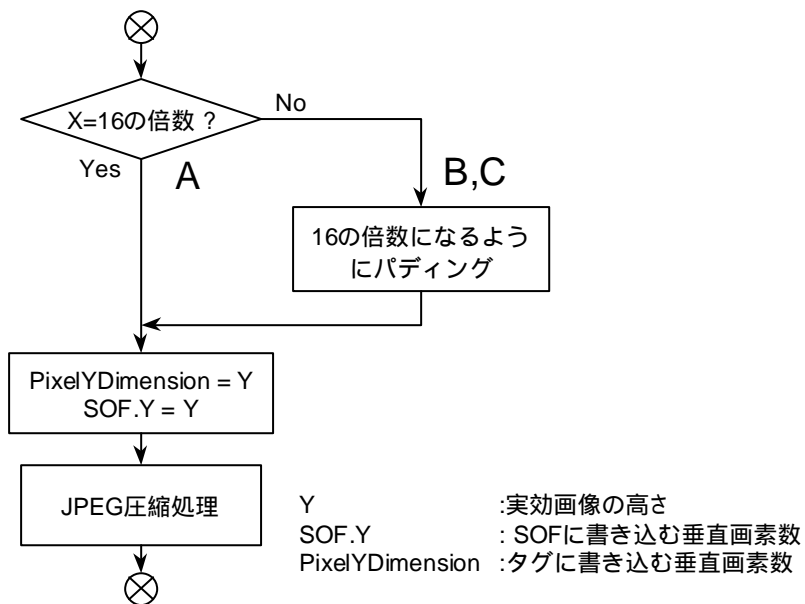 X=16の倍数 ?
No
Yes
A
B,C
16の倍数になるよう
にパディング
PixelYDimension = Y
SOF.Y = Y
JPEG圧縮処理
Y :実効画像の高さ
SOF.Y : SOFに書き込む垂直画素数
PixelYDimension :タグに書き込む垂直画素数